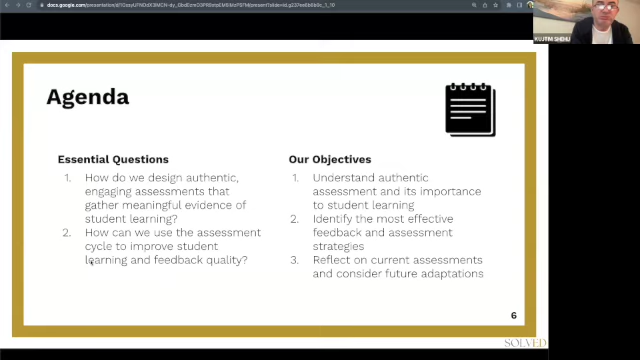 Agenda
Essential Questions
1. How do we design authentic,
engaging assessments that
gather meaningful evidence of
student learning?
2. How can we use the assessment
cycle to improve student
learning and feedback quality?
Our Objectives
1. Understand authentic
assessment and its importance
to student learning
2. Identify the most effective
feedback and assessment
strategies
3. Reflect on current assessments
and consider future adaptations
6
SOLVED